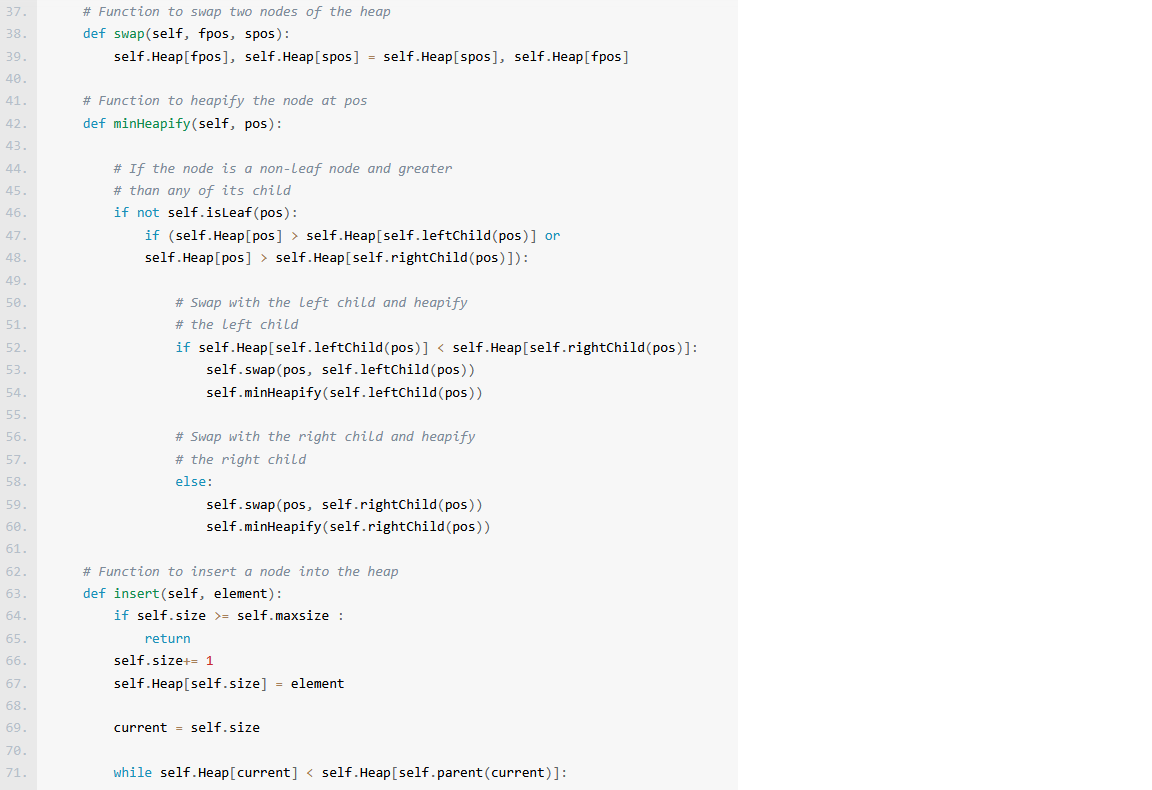 37. # Function to swap two nodes of the heap
38. def swap(self, fpos, spos):
39. self.Heap[fpos], self.Heap[spos] = self.Heap[spos], self.Heap[fpos]
40.
41. # Function to heapify the node at pos
42. def minHeapify(self, pos):
43.
44. # If the node is a non-leaf node and greater
45. # than any of its child
46. if not self.isLeaf(pos):
47. if (self.Heap[pos] > self.Heap[self.leftChild(pos)] or
48. self.Heap[pos] > self.Heap[self.rightChild(pos)]):
49.
50. # Swap with the left child and heapify
51. # the left child
52. if self.Heap[self.leftChild(pos)] < self.Heap[self.rightChild(pos)]:
53. self.swap(pos, self.leftChild(pos))
54. self.minHeapify(self.leftChild(pos))
55.
56. # Swap with the right child and heapify
57. # the right child
58. else:
59. self.swap(pos, self.rightChild(pos))
60. self.minHeapify(self.rightChild(pos))
61.
62. # Function to insert a node into the heap
63. def insert(self, element):
64. if self.size >= self.maxsize :
65. return
66. self.size+= 1
67. self.Heap[self.size] = element
68.
69. current = self.size
70.
71. while self.Heap[current] < self.Heap[self.parent(current)]: